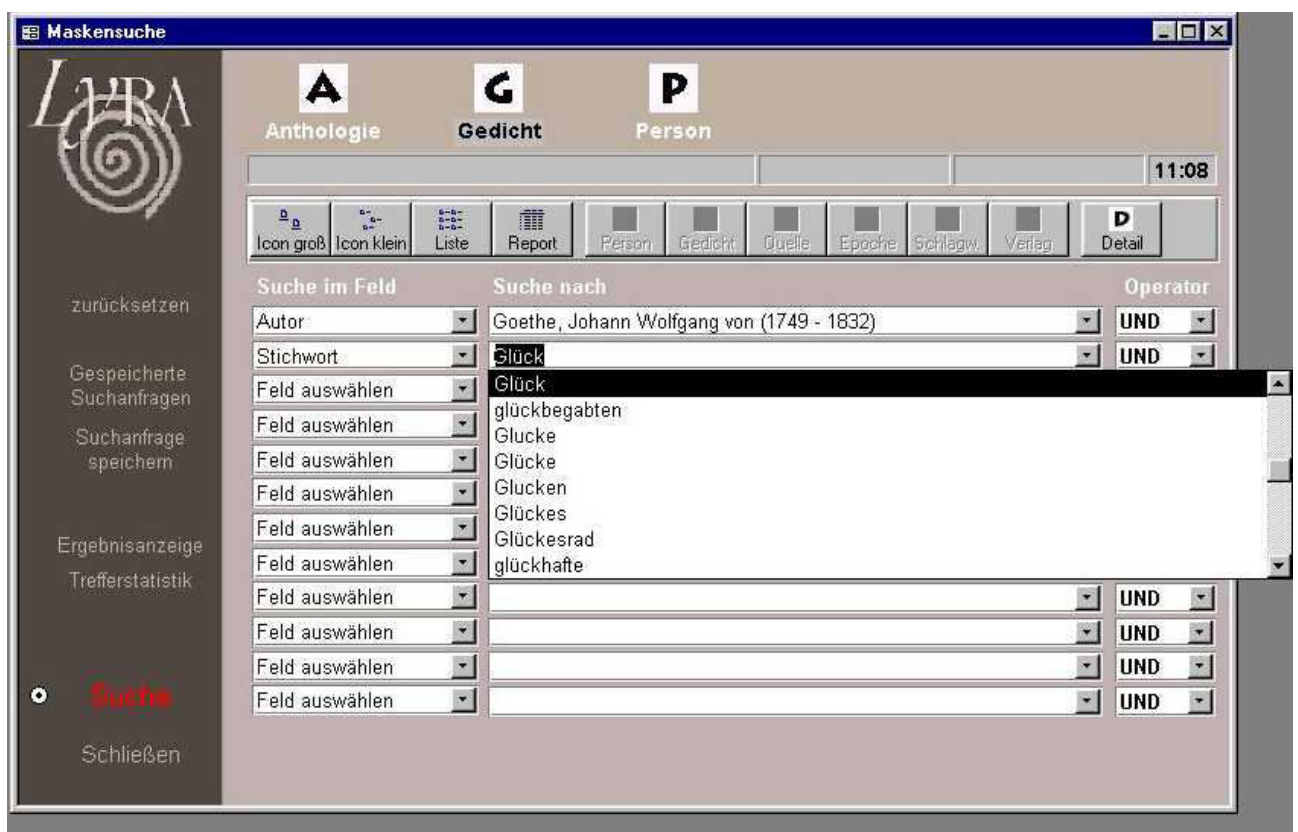 Maskensuche
LYRA
A G P
Anthologie Gedicht Person
11:08
Icon groß Icon klein Liste Report Person Gedicht Quelle Epoche Schlagw. Verlag D Detail
Suche im Feld Suche nach Operator
zurücksetzen
Gespeicherte
Suchanfragen
Suchanfrage
speichern
Ergebnisanzeige
Trefferstatistik
Suche
Schließen
Autor Goethe, Johann Wolfgang von (1749 - 1832) UND
Stichwort Glück UND
Feld auswählen Glück
Feld auswählen glückbegabten
Glucke
Feld auswählen Glücke
Feld auswählen Glucken
Feld auswählen Glückes
Glückesrad
Feld auswählen glückhafte
Feld auswählen UND
Feld auswählen UND
Feld auswählen UND
Feld auswählen UND